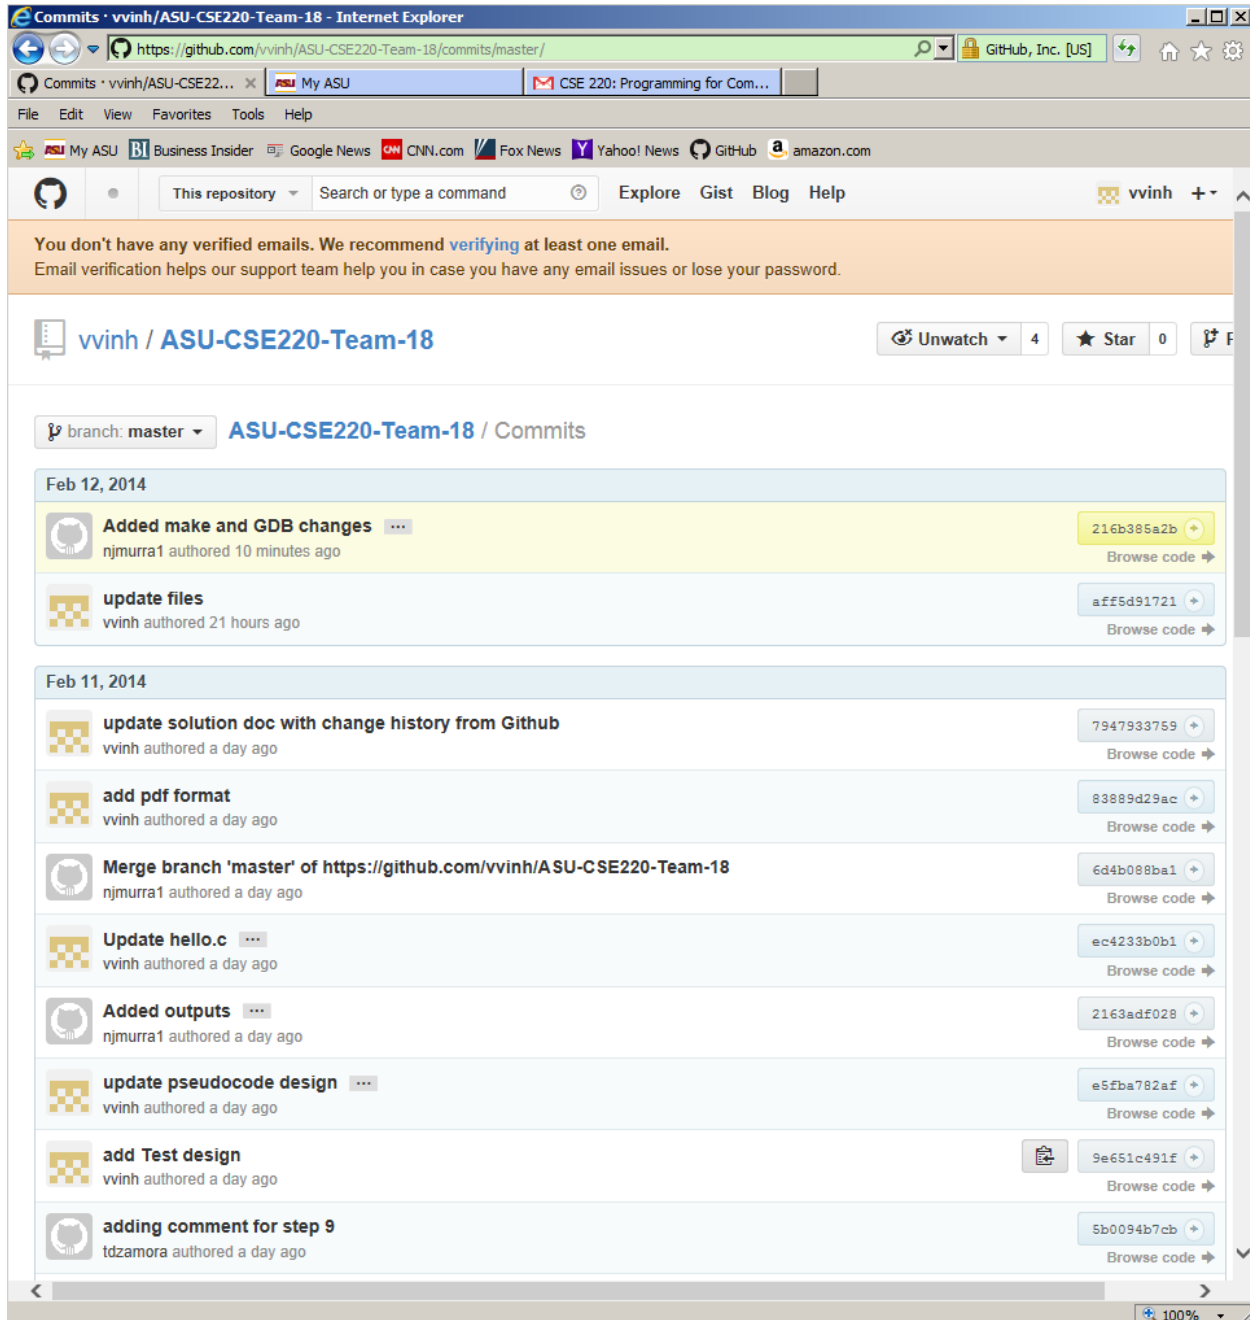 Commits · vvinh/ASU-CSE220-Team-18 - Internet Explorer
https://github.com/vvinh/ASU-CSE220-Team-18/commits/master/
GitHub, Inc. [US]
Commits · vvinh/ASU-CSE22...
ASU My ASU
CSE 220: Programming for Com...
File Edit View Favorites Tools Help
ASU My ASU BI Business Insider Google News CNN CNN.com Fox News Y Yahoo! News GitHub a amazon.com
This repository Search or type a command Explore Gist Blog Help vvinh
You don't have any verified emails. We recommend verifying at least one email.
Email verification helps our support team help you in case you have any email issues or lose your password.
vvinh / ASU-CSE220-Team-18
Unwatch 4 Star 0 F
branch: master ASU-CSE220-Team-18 / Commits
Feb 12, 2014
Added make and GDB changes ...
216b385a2b
njmurra1 authored 10 minutes ago
Browse code
update files
aff5d91721
vvinh authored 21 hours ago
Browse code
Feb 11, 2014
update solution doc with change history from Github
7947933759
vvinh authored a day ago
Browse code
add pdf format
83889d29ac
vvinh authored a day ago
Browse code
Merge branch 'master' of https://github.com/vvinh/ASU-CSE220-Team-18
6d4b088ba1
njmurra1 authored a day ago
Browse code
Update hello.c ...
ec4233b0b1
vvinh authored a day ago
Browse code
Added outputs ...
2163adf028
njmurra1 authored a day ago
Browse code
update pseudocode design ...
e5fba782af
vvinh authored a day ago
Browse code
add Test design
9e651c491f
vvinh authored a day ago
Browse code
adding comment for step 9
5b0094b7cb
tdzamora authored a day ago
Browse code
100%